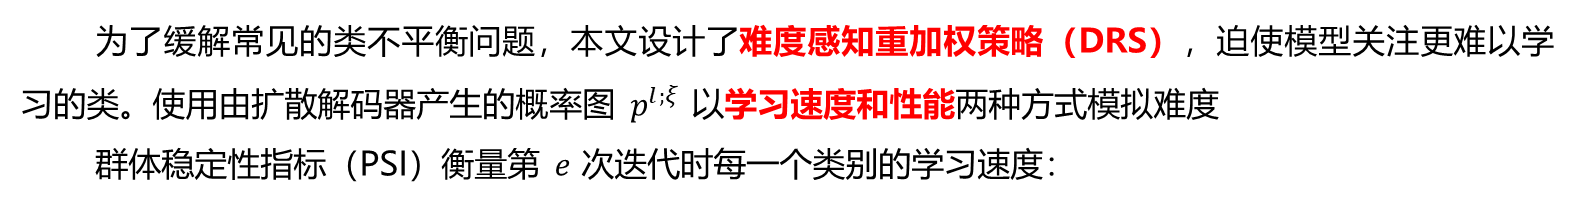 为了缓解常见的类不平衡问题，本文设计了难度感知重加权策略（DRS），迫使模型关注更难以学
习的类。使用由扩散解码器产生的概率图 p^{l;ξ} 以学习速度和性能两种方式模拟难度
群体稳定性指标（PSI）衡量第 e 次迭代时每一个类别的学习速度：